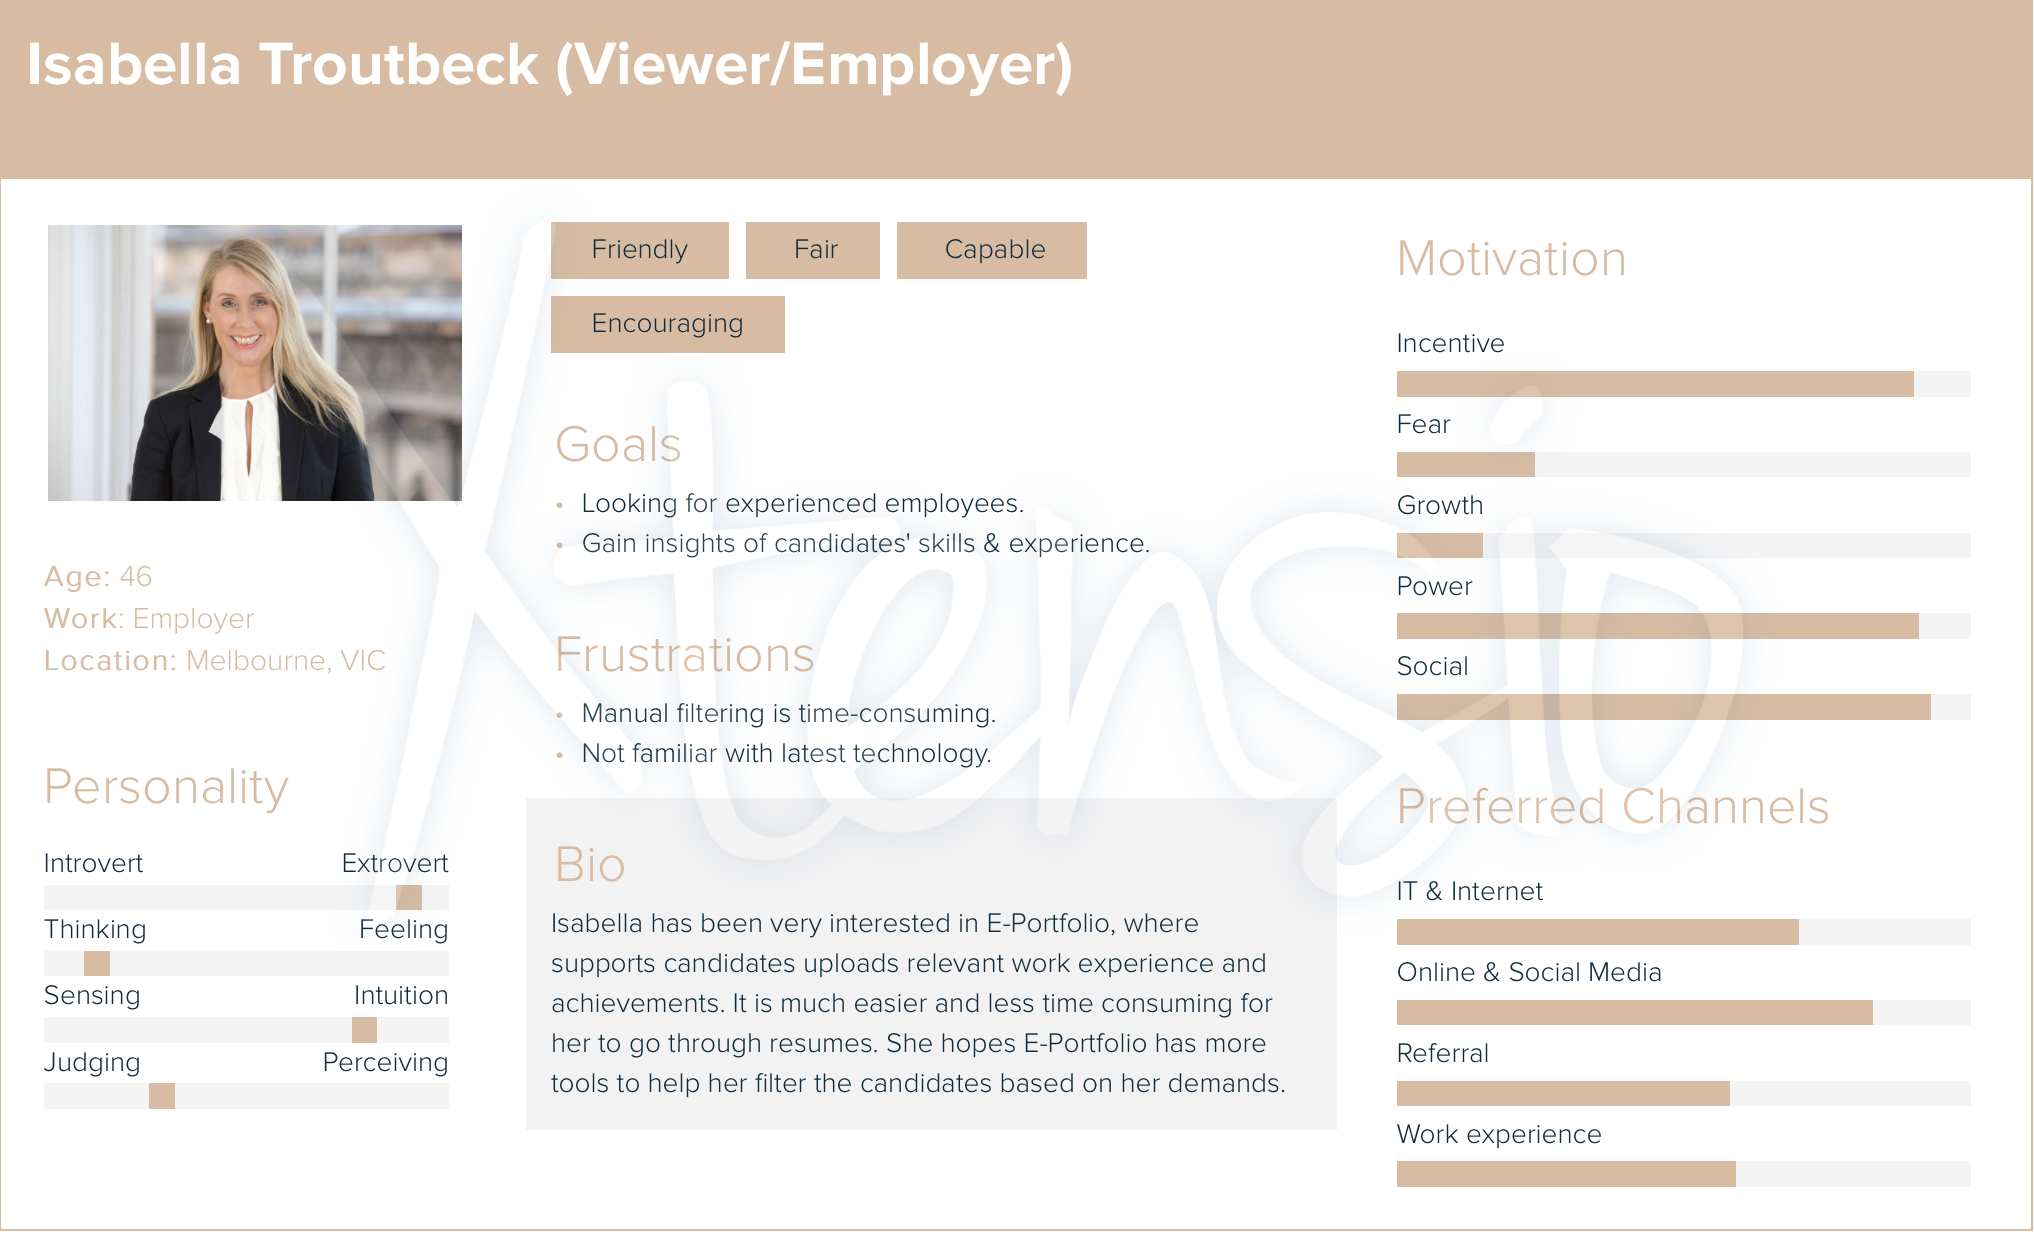 Isabella Troutbeck (Viewer/Employer)
Friendly
Fair
Capable
Encouraging
Age: 46
Work: Employer
Location: Melbourne, VIC
Personality
Introvert Extrovert
Thinking Feeling
Sensing Intuition
Judging Perceiving
Goals
• Looking for experienced employees.
• Gain insights of candidates' skills & experience.
Frustrations
• Manual filtering is time-consuming.
• Not familiar with latest technology.
Bio
Isabella has been very interested in E-Portfolio, where
supports candidates uploads relevant work experience and
achievements. It is much easier and less time consuming for
her to go through resumes. She hopes E-Portfolio has more
tools to help her filter the candidates based on her demands.
Motivation
Incentive
Fear
Growth
Power
Social
Preferred Channels
IT & Internet
Online & Social Media
Referral
Work experience
Xtensio